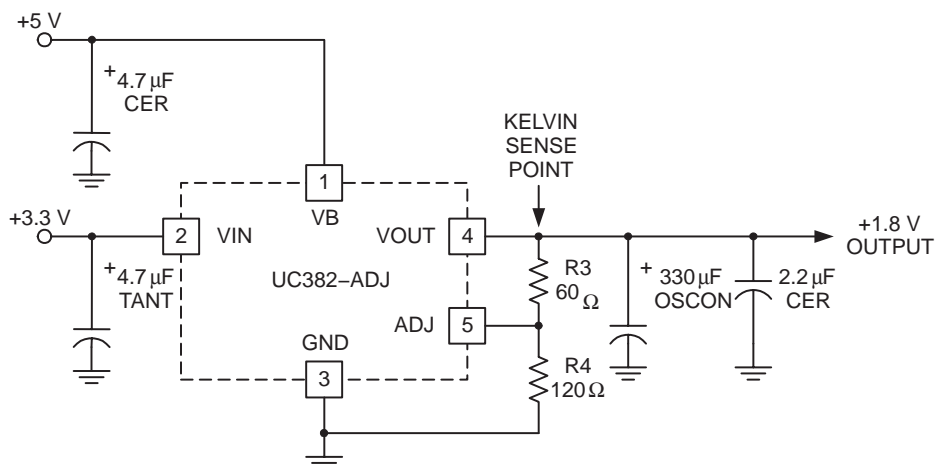 +5 V
+ 4.7 µF
CER
KELVIN
SENSE
POINT
1
VB
+3.3 V
2 VIN
VOUT 4
+1.8 V
OUTPUT
+ 4.7 µF
TANT
UC382–ADJ
R3
60 Ω
+ 330 µF
OSCON
2.2 µF
CER
ADJ 5
GND
3
R4
120 Ω